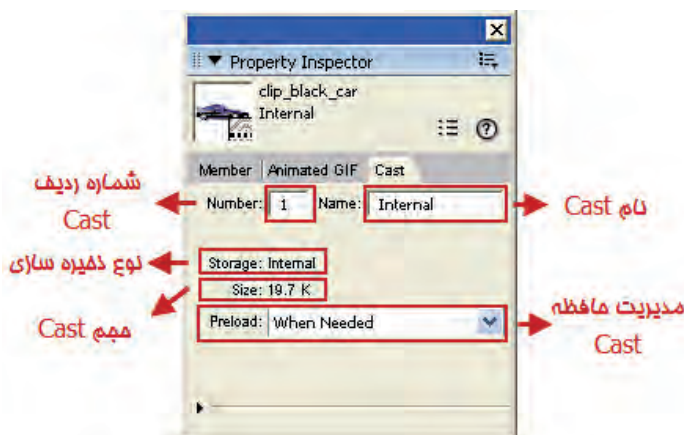 Property Inspector
clip_black_car
Internal
Member Animated GIF Cast
شماره ردیف
Cast
Number: 1 Name: Internal
نام Cast
نوع ذخیره سازی
Storage: Internal
Size: 19.7 K
حجم Cast
Preload: When Needed
مدیریت حافظه
Cast